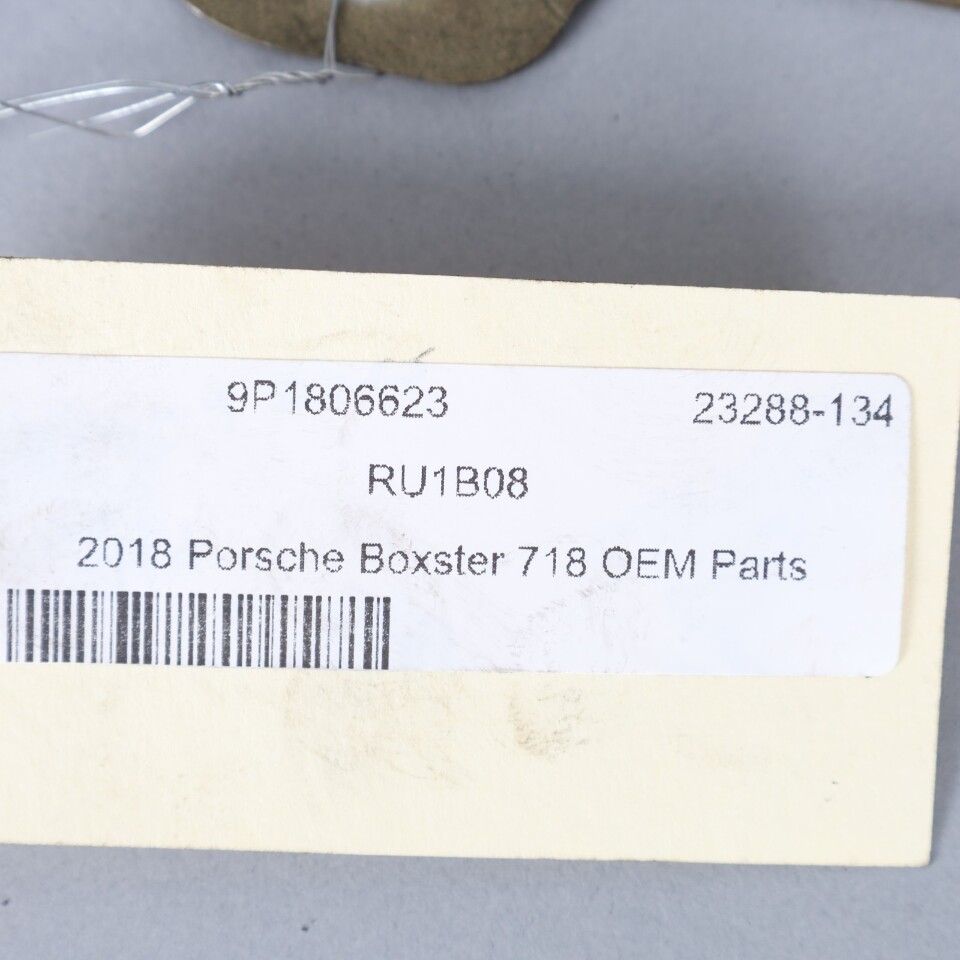 9P1806623 23288-134
RU1B08
2018 Porsche Boxster 718 OEM Parts